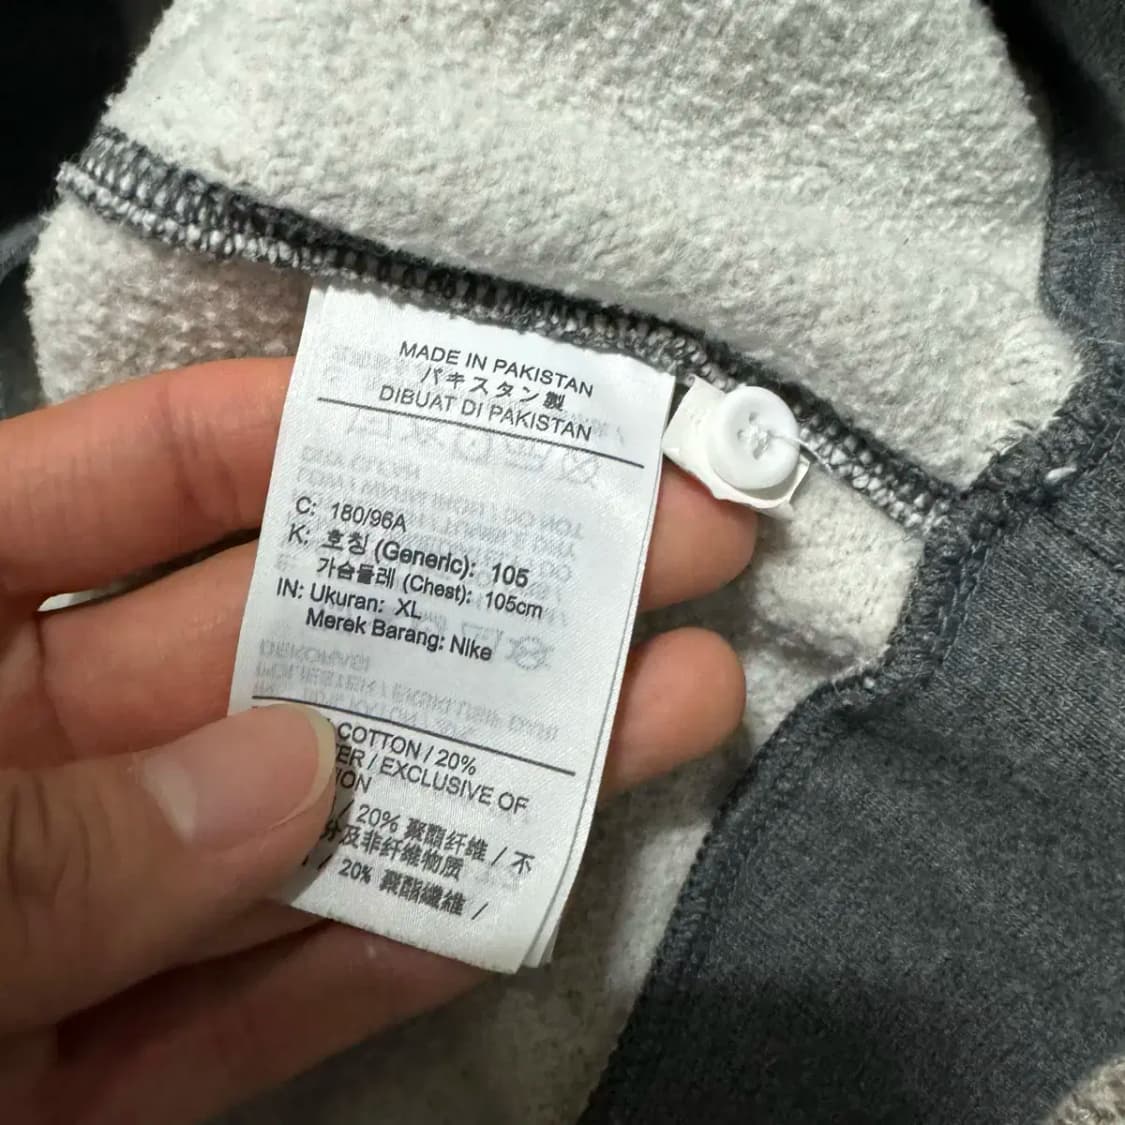 MADE IN PAKISTAN
パキスタン製
DIBUAT DI PAKISTAN
C: 180/96A
K: 호칭 (Generic): 105
가슴둘레 (Chest): 105cm
IN: Ukuran: XL
Merek Barang: Nike
COTTON / 20%
/ EXCLUSIVE OF
/ 20% 聚酯纤维 / 不
及非纤维物质
/ 20% 聚酯纖維 /